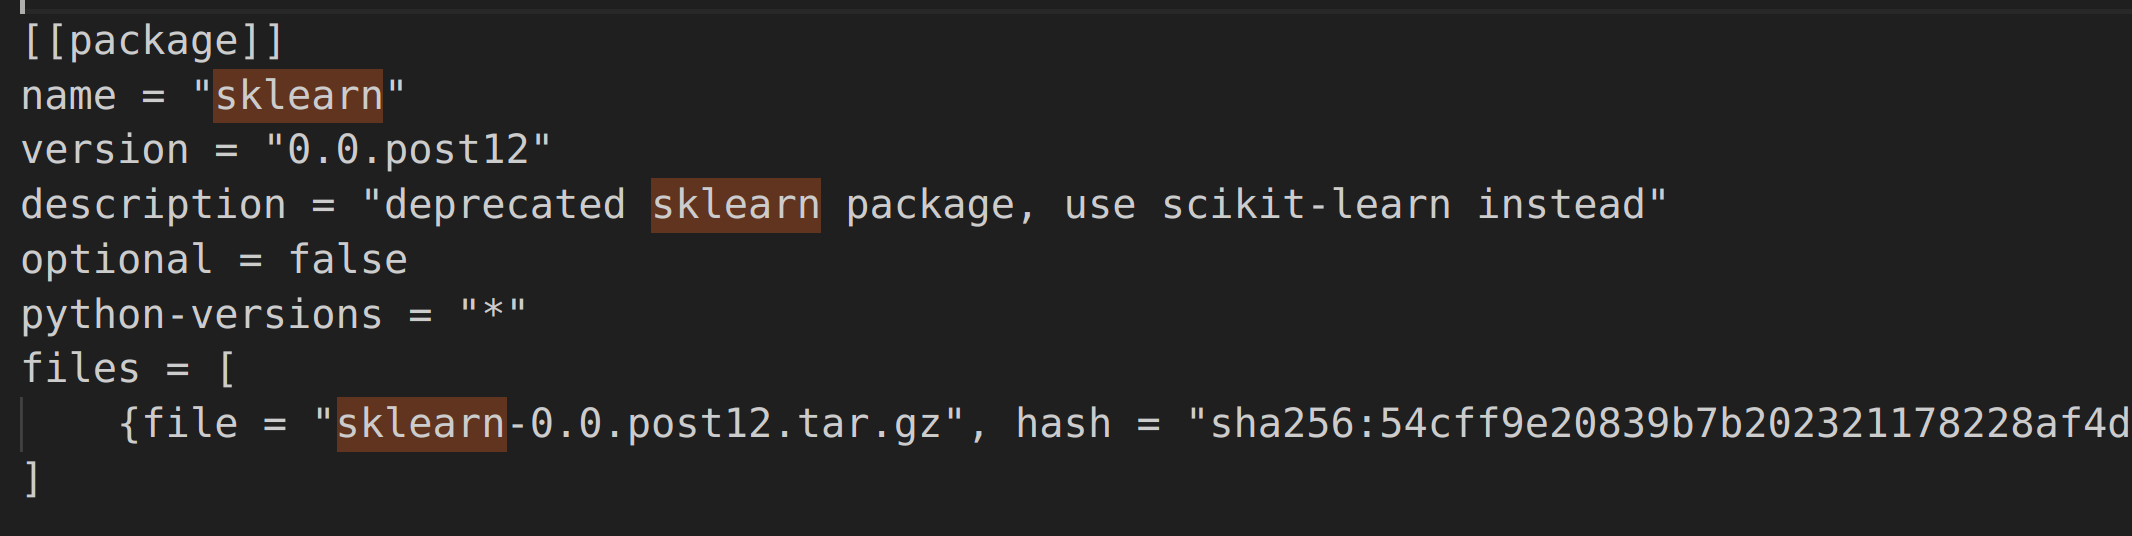 [[package]]
name = "sklearn"
version = "0.0.post12"
description = "deprecated sklearn package, use scikit-learn instead"
optional = false
python-versions = "*"
files = [
    {file = "sklearn-0.0.post12.tar.gz", hash = "sha256:54cff9e20839b7b202321178228af4d
]